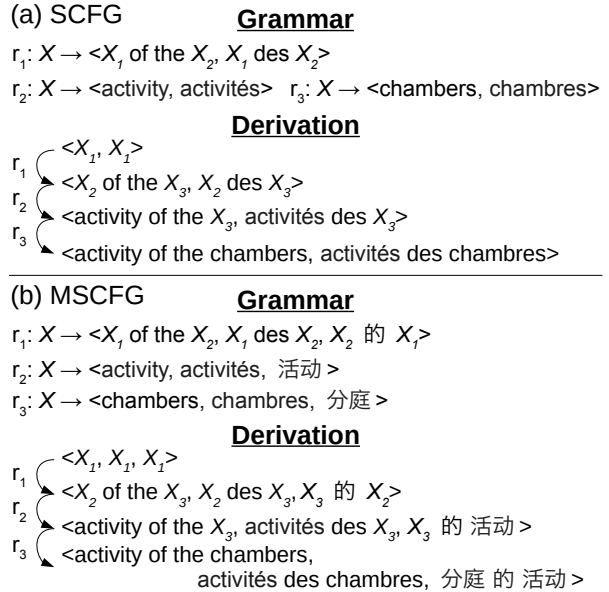 (a) SCFG
Grammar
r₁: X → <X₁ of the X₂, X₁ des X₂>
r₂: X → <activity, activités> r₃: X → <chambers, chambres>
Derivation
<X₁, X₁>
r₁
<X₂ of the X₃, X₂ des X₃>
r₂
<activity of the X₃, activités des X₃>
r₃
<activity of the chambers, activités des chambres>
(b) MSCFG
Grammar
r₁: X → <X₁ of the X₂, X₁ des X₂, X₂ 的 X₁>
r₂: X → <activity, activités, 活动 >
r₃: X → <chambers, chambres, 分庭 >
Derivation
<X₁, X₁, X₁>
r₁
<X₂ of the X₃, X₂ des X₃, X₃ 的 X₂>
r₂
<activity of the X₃, activités des X₃, X₃ 的 活动 >
r₃
<activity of the chambers,
activités des chambres, 分庭 的 活动 >